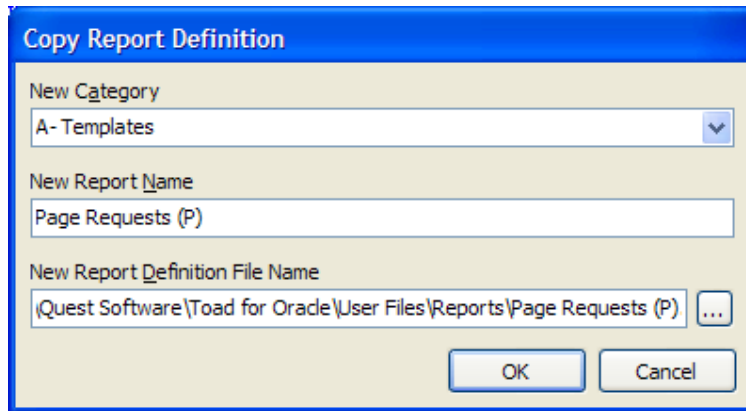 Copy Report Definition
New Category
A- Templates
New Report Name
Page Requests (P)
New Report Definition File Name
\Quest Software\Toad for Oracle\User Files\Reports\Page Requests (P)
...
OK Cancel